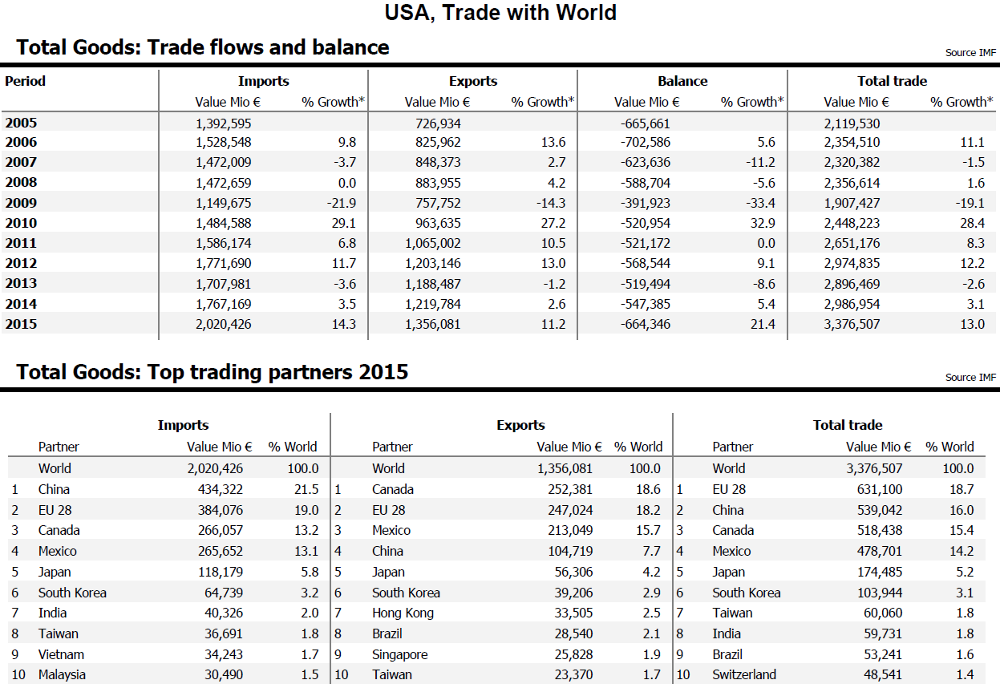 USA, Trade with World
Total Goods: Trade flows and balance Source IMF
Period Imports Exports Balance Total trade
Value Mio € % Growth* Value Mio € % Growth* Value Mio € % Growth* Value Mio € % Growth*
2005 1,392,595 726,934 -665,661 2,119,530
2006 1,528,548 9.8 825,962 13.6 -702,586 5.6 2,354,510 11.1
2007 1,472,009 -3.7 848,373 2.7 -623,636 -11.2 2,320,382 -1.5
2008 1,472,659 0.0 883,955 4.2 -588,704 -5.6 2,356,614 1.6
2009 1,149,675 -21.9 757,752 -14.3 -391,923 -33.4 1,907,427 -19.1
2010 1,484,588 29.1 963,635 27.2 -520,954 32.9 2,448,223 28.4
2011 1,586,174 6.8 1,065,002 10.5 -521,172 0.0 2,651,176 8.3
2012 1,771,690 11.7 1,203,146 13.0 -568,544 9.1 2,974,835 12.2
2013 1,707,981 -3.6 1,188,487 -1.2 -519,494 -8.6 2,896,469 -2.6
2014 1,767,169 3.5 1,219,784 2.6 -547,385 5.4 2,986,954 3.1
2015 2,020,426 14.3 1,356,081 11.2 -664,346 21.4 3,376,507 13.0
Total Goods: Top trading partners 2015 Source IMF
Imports Exports Total trade
Partner Value Mio € % World Partner Value Mio € % World Partner Value Mio € % World
World 2,020,426 100.0 World 1,356,081 100.0 World 3,376,507 100.0
1 China 434,322 21.5 1 Canada 252,381 18.6 1 EU 28 631,100 18.7
2 EU 28 384,076 19.0 2 EU 28 247,024 18.2 2 China 539,042 16.0
3 Canada 266,057 13.2 3 Mexico 213,049 15.7 3 Canada 518,438 15.4
4 Mexico 265,652 13.1 4 China 104,719 7.7 4 Mexico 478,701 14.2
5 Japan 118,179 5.8 5 Japan 56,306 4.2 5 Japan 174,485 5.2
6 South Korea 64,739 3.2 6 South Korea 39,206 2.9 6 South Korea 103,944 3.1
7 India 40,326 2.0 7 Hong Kong 33,505 2.5 7 Taiwan 60,060 1.8
8 Taiwan 36,691 1.8 8 Brazil 28,540 2.1 8 India 59,731 1.8
9 Vietnam 34,243 1.7 9 Singapore 25,828 1.9 9 Brazil 53,241 1.6
10 Malaysia 30,490 1.5 10 Taiwan 23,370 1.7 10 Switzerland 48,541 1.4